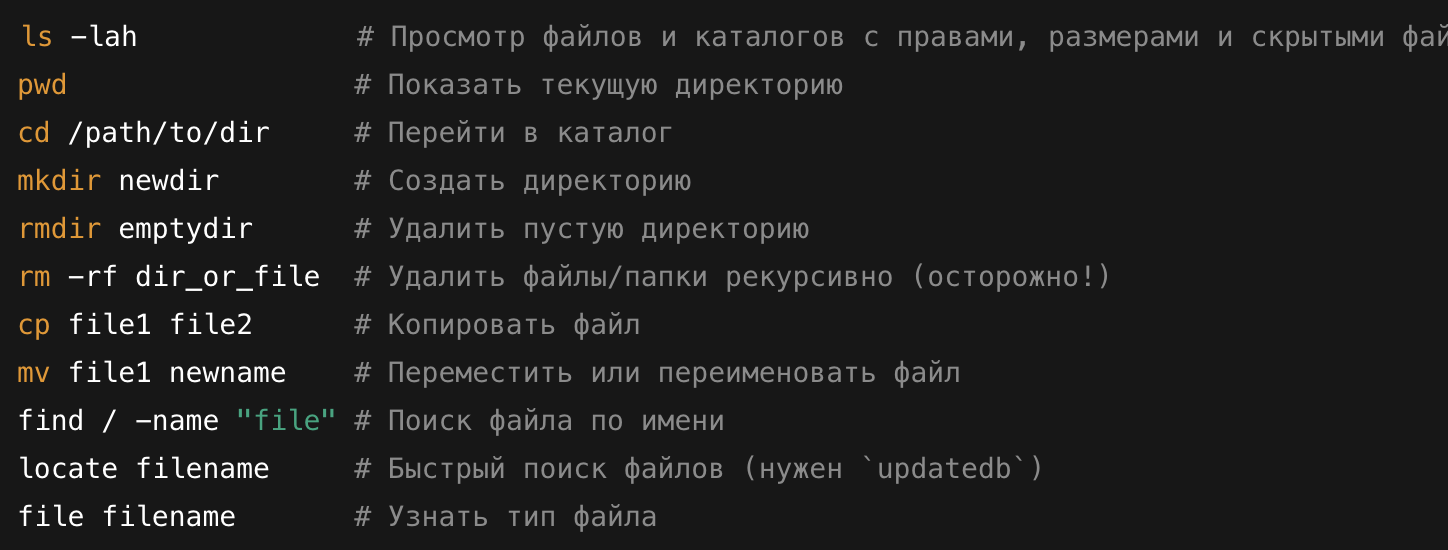 ls -lah             # Просмотр файлов и каталогов с правами, размерами и скрытыми
pwd                 # Показать текущую директорию
cd /path/to/dir     # Перейти в каталог
mkdir newdir        # Создать директорию
rmdir emptydir      # Удалить пустую директорию
rm -rf dir_or_file  # Удалить файлы/папки рекурсивно (осторожно!)
cp file1 file2      # Копировать файл
mv file1 newname    # Переместить или переименовать файл
find / -name "file" # Поиск файла по имени
locate filename     # Быстрый поиск файлов (нужен `updatedb`)
file filename       # Узнать тип файла